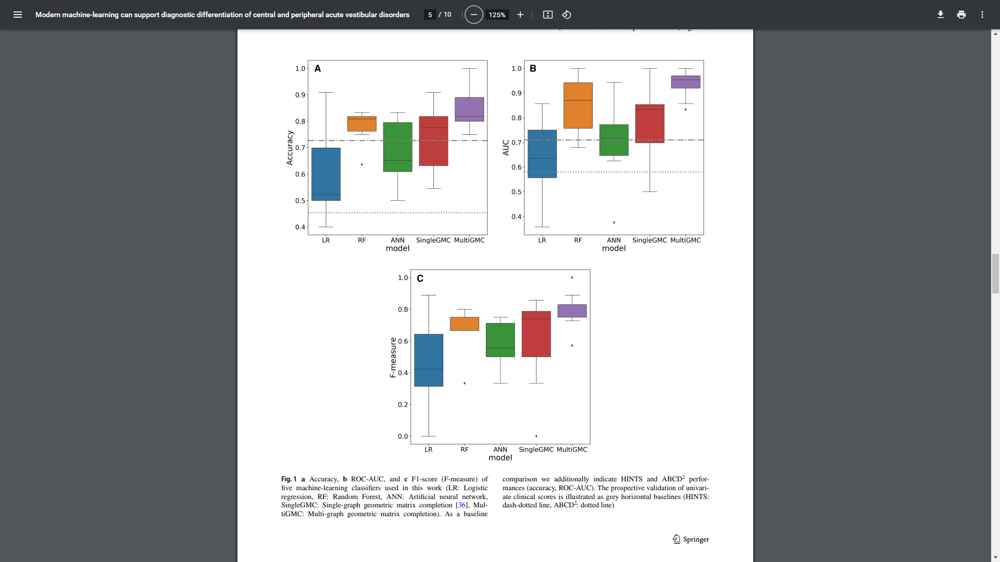 Modern machine-learning can support diagnostic differentiation of central and peripheral acute vestibular disorders
5 / 10
125%
A
1.0
0.9
0.8
0.7
0.6
0.5
0.4
Accuracy
LR RF ANN SingleGMC MultiGMC
model
B
1.0
0.9
0.8
0.7
0.6
0.5
0.4
AUC
LR RF ANN SingleGMC MultiGMC
model
C
1.0
0.8
0.6
0.4
0.2
0.0
F-measure
LR RF ANN SingleGMC MultiGMC
model
Fig. 1 a Accuracy, b ROC-AUC, and c F1-score (F-measure) of
five machine-learning classifiers used in this work (LR: Logistic
regression, RF: Random Forest, ANN: Artificial neural network,
SingleGMC: Single-graph geometric matrix completion [36], Mul-
tiGMC: Multi-graph geometric matrix completion). As a baseline
comparison we additionally indicate HINTS and ABCD² perfor-
mances (accuracy, ROC-AUC). The prospective validation of univari-
ate clinical scores is illustrated as grey horizontal baselines (HINTS:
dash-dotted line, ABCD²: dotted line)
Springer